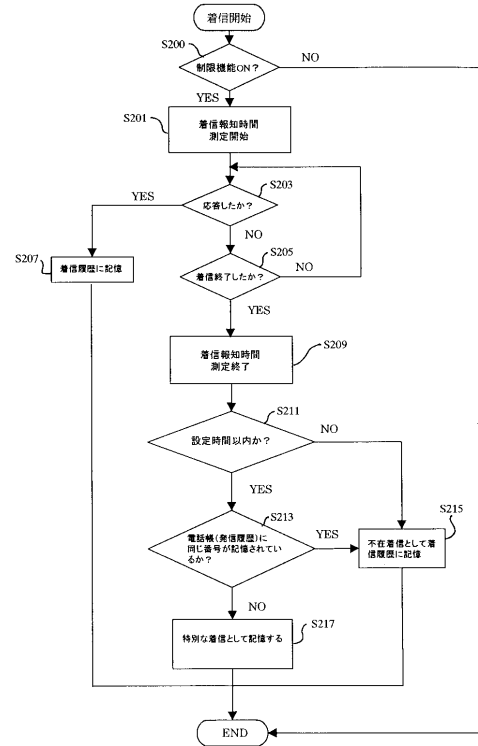 着信開始
S200
制限機能ON？
NO
YES
S201
着信報知時間
測定開始
S203
応答したか？
YES
NO
S205
着信終了したか？
NO
YES
S207
着信履歴に記憶
着信報知時間
測定終了
S209
S211
設定時間以内か？
NO
YES
S213
電話帳（発信履歴）に
同じ番号が記憶されてい
るか？
YES
S215
不在着信として着
信履歴に記憶
NO
S217
特別な着信として記憶する
END